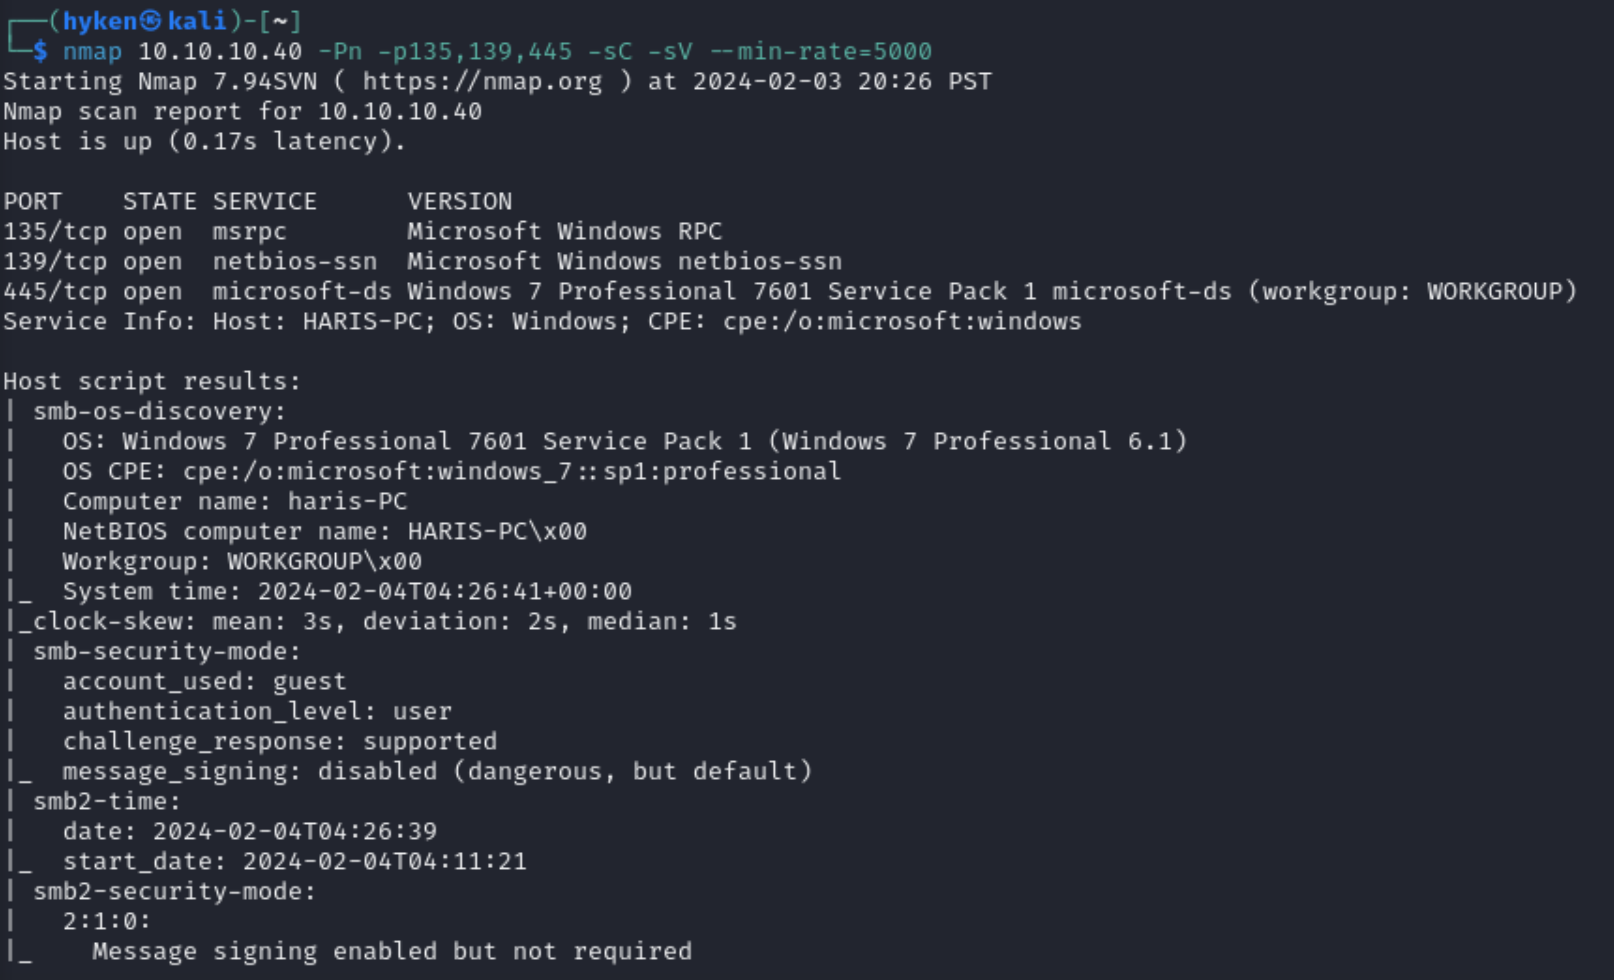 ┌──(hyken㉿kali)-[~]
└─$ nmap 10.10.10.40 -Pn -p135,139,445 -sC -sV --min-rate=5000
Starting Nmap 7.94SVN ( https://nmap.org ) at 2024-02-03 20:26 PST
Nmap scan report for 10.10.10.40
Host is up (0.17s latency).

PORT    STATE SERVICE      VERSION
135/tcp open  msrpc        Microsoft Windows RPC
139/tcp open  netbios-ssn  Microsoft Windows netbios-ssn
445/tcp open  microsoft-ds Windows 7 Professional 7601 Service Pack 1 microsoft-ds (workgroup: WORKGROUP)
Service Info: Host: HARIS-PC; OS: Windows; CPE: cpe:/o:microsoft:windows

Host script results:
| smb-os-discovery:
|   OS: Windows 7 Professional 7601 Service Pack 1 (Windows 7 Professional 6.1)
|   OS CPE: cpe:/o:microsoft:windows_7::sp1:professional
|   Computer name: haris-PC
|   NetBIOS computer name: HARIS-PC\x00
|   Workgroup: WORKGROUP\x00
|_  System time: 2024-02-04T04:26:41+00:00
|_clock-skew: mean: 3s, deviation: 2s, median: 1s
| smb-security-mode:
|   account_used: guest
|   authentication_level: user
|   challenge_response: supported
|_  message_signing: disabled (dangerous, but default)
| smb2-time:
|   date: 2024-02-04T04:26:39
|_  start_date: 2024-02-04T04:11:21
| smb2-security-mode:
|   2:1:0:
|_    Message signing enabled but not required